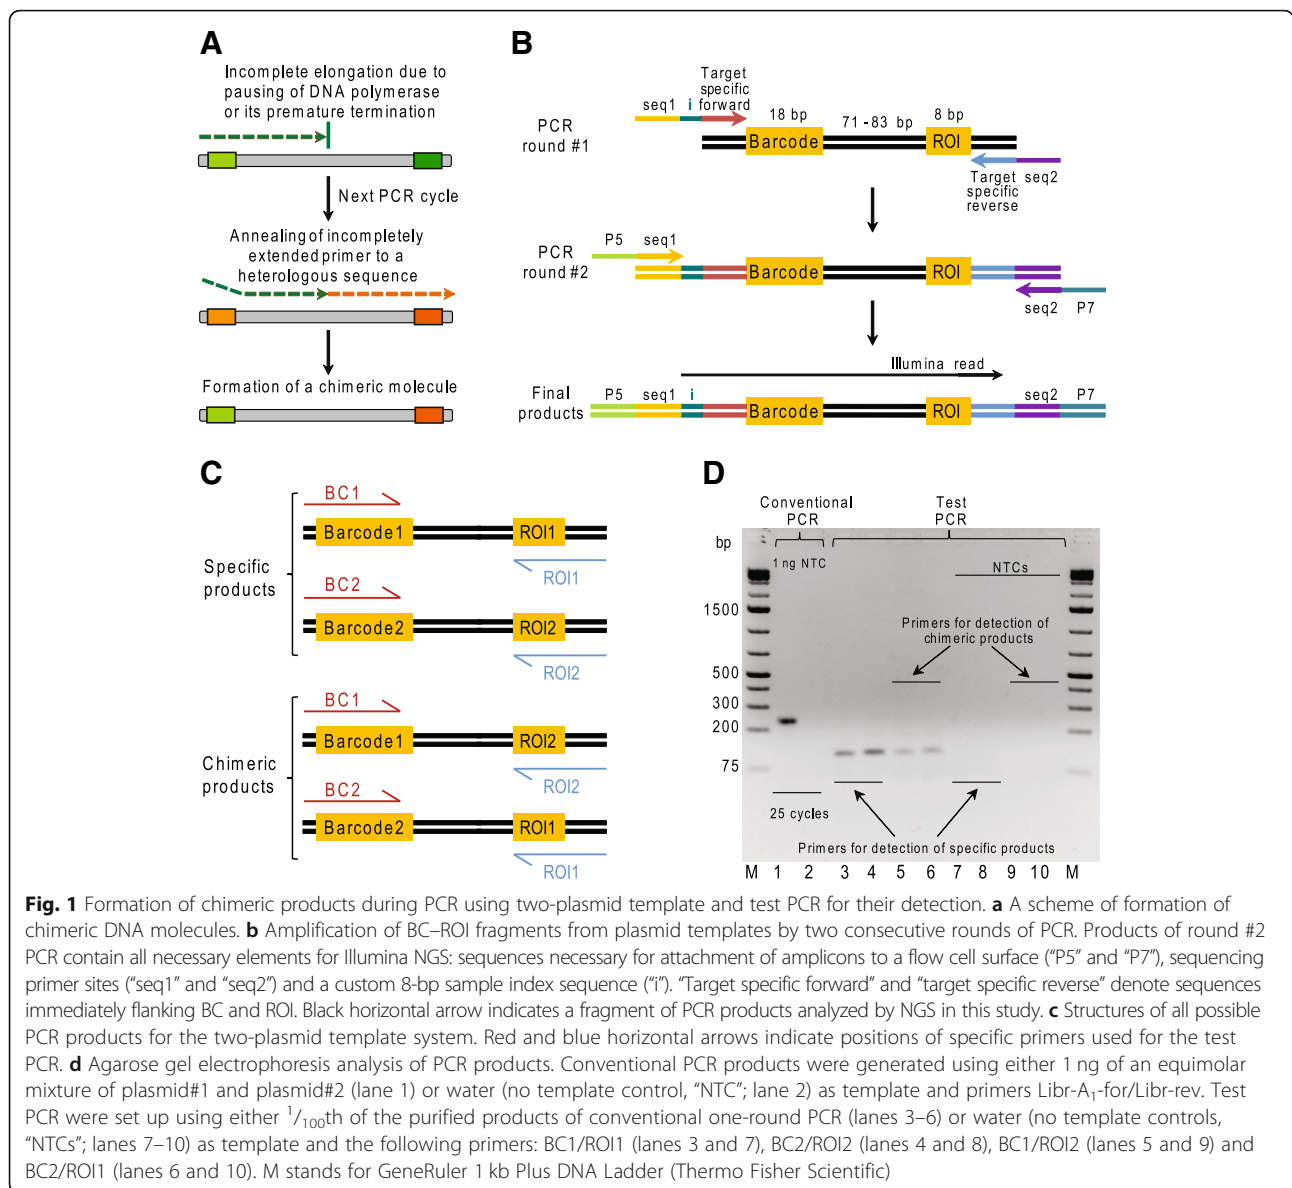 A
Incomplete elongation due to
pausing of DNA polymerase
or its premature termination
Next PCR cycle
Annealing of incompletely
extended primer to a
heterologous sequence
Formation of a chimeric molecule
B
PCR
round #1
seq1
i
Target
specific
forward
18 bp
71-83 bp
8 bp
Barcode
ROI
Target
specific
reverse
seq2
PCR
round #2
P5
seq1
Barcode
ROI
seq2
P7
Illumina read
Final
products
P5
seq1
i
Barcode
ROI
seq2
P7
C
Specific
products
BC1
Barcode1
ROI1
ROI1
BC2
Barcode2
ROI2
ROI2
Chimeric
products
BC1
Barcode1
ROI2
ROI2
BC2
Barcode2
ROI1
ROI1
D
Conventional
PCR
Test
PCR
bp
1 ng NTC
NTCs
1500
500
300
200
75
Primers for detection of
chimeric products
25 cycles
Primers for detection of specific products
M 1 2 3 4 5 6 7 8 9 10 M
Fig. 1 Formation of chimeric products during PCR using two-plasmid template and test PCR for their detection. a A scheme of formation of
chimeric DNA molecules. b Amplification of BC–ROI fragments from plasmid templates by two consecutive rounds of PCR. Products of round #2
PCR contain all necessary elements for Illumina NGS: sequences necessary for attachment of amplicons to a flow cell surface (“P5” and “P7”), sequencing
primer sites (“seq1” and “seq2”) and a custom 8-bp sample index sequence (“i”). “Target specific forward” and “target specific reverse” denote sequences
immediately flanking BC and ROI. Black horizontal arrow indicates a fragment of PCR products analyzed by NGS in this study. c Structures of all possible
PCR products for the two-plasmid template system. Red and blue horizontal arrows indicate positions of specific primers used for the test
PCR. d Agarose gel electrophoresis analysis of PCR products. Conventional PCR products were generated using either 1 ng of an equimolar
mixture of plasmid#1 and plasmid#2 (lane 1) or water (no template control, “NTC”; lane 2) as template and primers Libr-A₁-for/Libr-rev. Test
PCR were set up using either ¹/₁₀₀th of the purified products of conventional one-round PCR (lanes 3–6) or water (no template controls,
“NTCs”; lanes 7–10) as template and the following primers: BC1/ROI1 (lanes 3 and 7), BC2/ROI2 (lanes 4 and 8), BC1/ROI2 (lanes 5 and 9) and
BC2/ROI1 (lanes 6 and 10). M stands for GeneRuler 1 kb Plus DNA Ladder (Thermo Fisher Scientific)